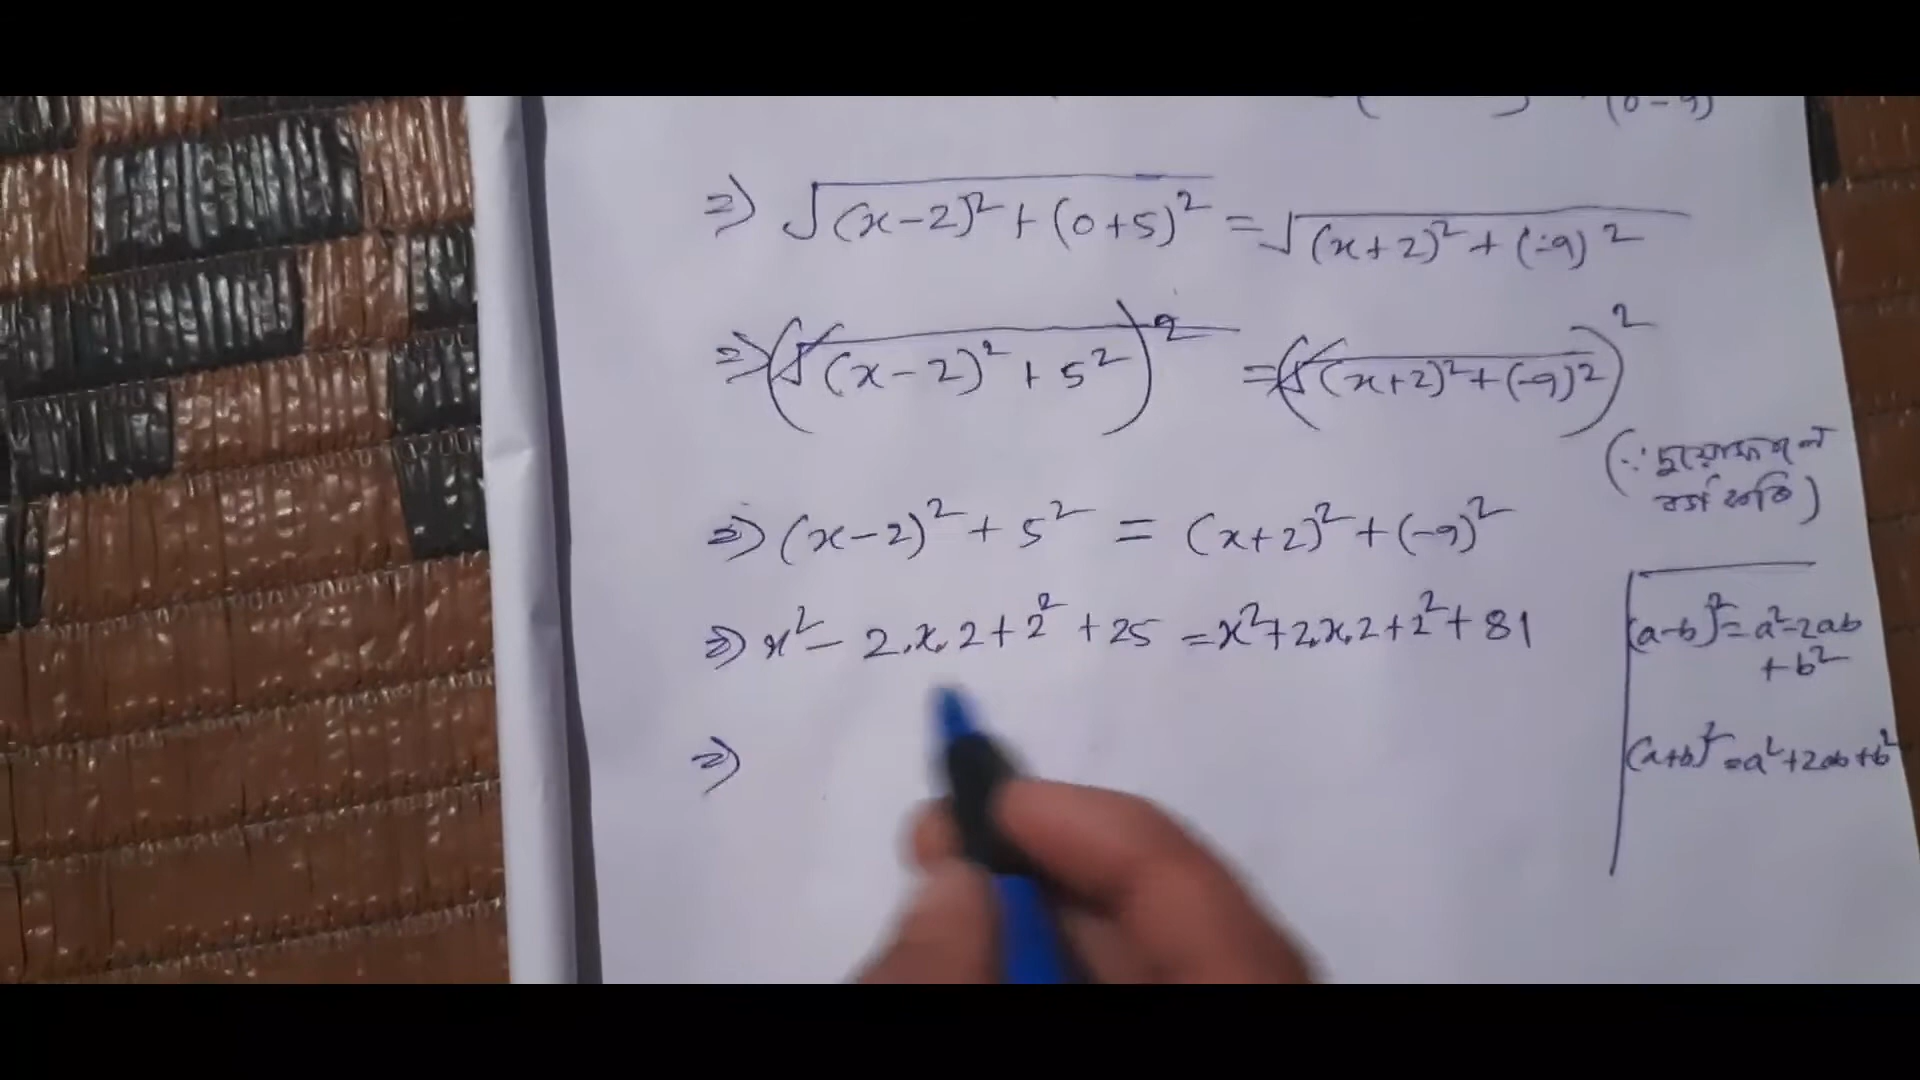 (0-9)
⇒ √(x-2)² + (0+5)² = √(x+2)² + (-9)²
⇒ (√(x-2)² + 5²)² = (√(x+2)² + (-9)²)²
(∵
বর্গ করি)
⇒ (x-2)² + 5² = (x+2)² + (-9)²
⇒ x² - 2.x.2 + 2² + 25 = x² + 2.x.2 + 2² + 81
(a-b)² = a² - 2ab
+ b²
⇒
(a+b)² = a² + 2ab + b²